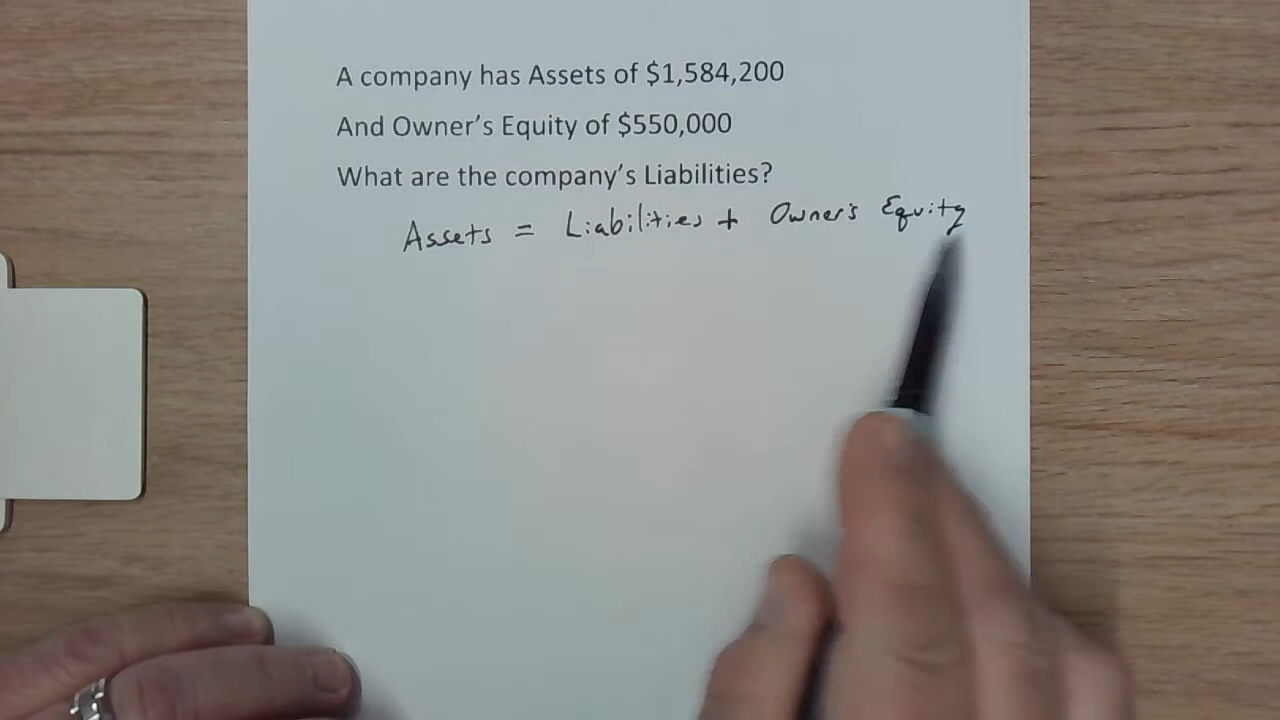 A company has Assets of $1,584,200
And Owner’s Equity of $550,000
What are the company’s Liabilities?
Assets = Liabilities + Owner's Equity